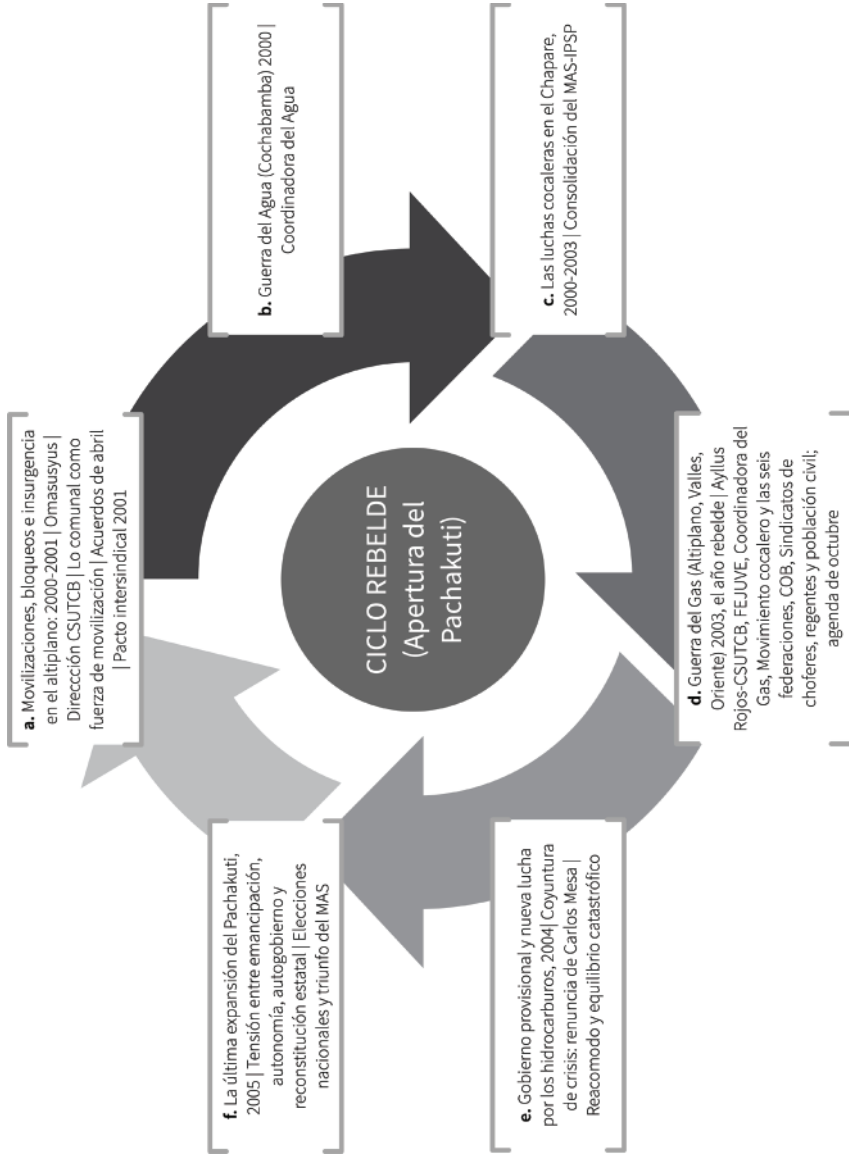 a. Movilizaciones, bloqueos e insurgencia
en el altiplano: 2000-2001 | Omasusyus |
Direccción CSUTCB | Lo comunal como
fuerza de movilización | Acuerdos de abril
| Pacto intersindical 2001
b. Guerra del Agua (Cochabamba) 2000 |
Coordinadora del Agua
c. Las luchas cocaleras en el Chapare,
2000-2003 | Consolidación del MAS-IPSP
d. Guerra del Gas (Altiplano, Valles,
Oriente) 2003, el año rebelde | Ayllus
Rojos-CSUTCB, FEJUVE, Coordinadora del
Gas, Movimiento cocalero y las seis
federaciones, COB, Sindicatos de
choferes, regentes y población civil;
agenda de octubre
e. Gobierno provisional y nueva lucha
por los hidrocarburos, 2004| Coyuntura
de crisis: renuncia de Carlos Mesa |
Reacomodo y equilibrio catastrófico
f. La última expansión del Pachakuti,
2005 | Tensión entre emancipación,
autonomía, autogobierno y
reconstitución estatal | Elecciones
nacionales y triunfo del MAS
CICLO REBELDE
(Apertura del
Pachakuti)